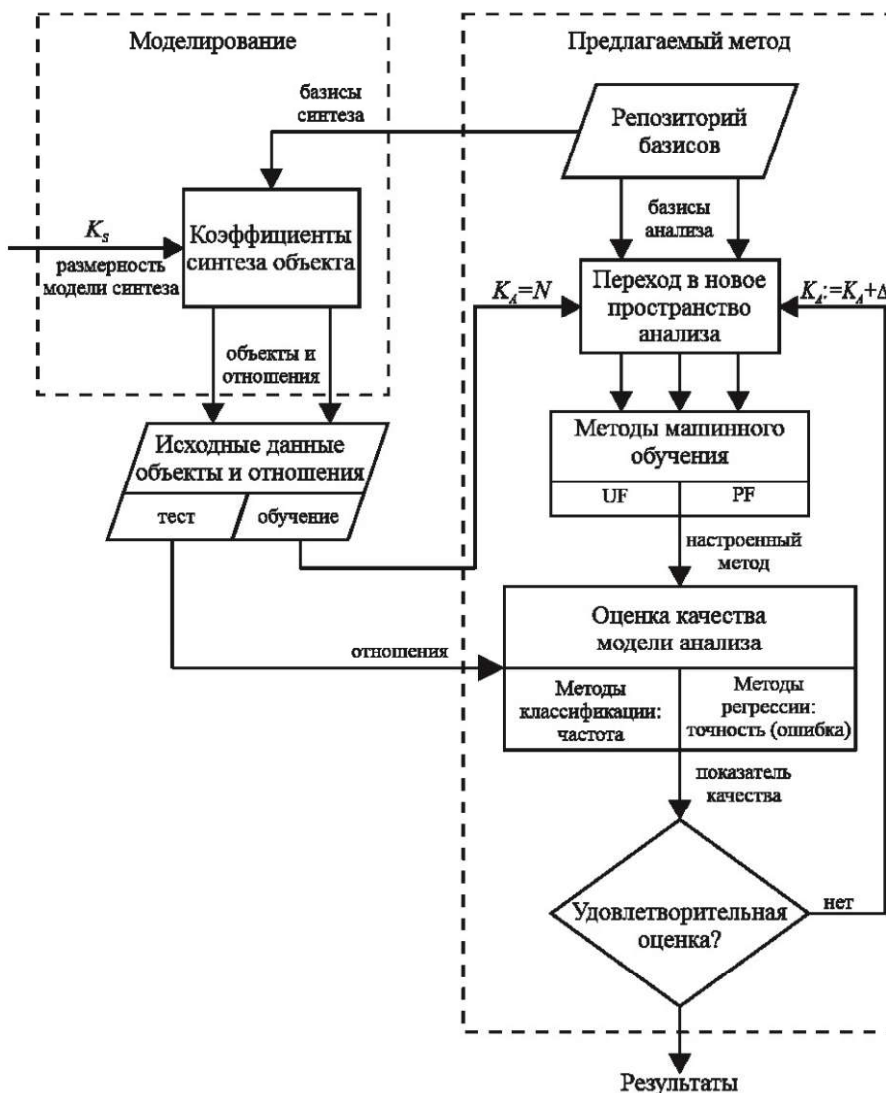 Моделирование
Предлагаемый метод
базисы
синтеза
Репозиторий
базисов
K_S
размерность
модели синтеза
Коэффициенты
синтеза объекта
базисы
анализа
K_A=N
Переход в новое
пространство
анализа
K_A:=K_A+Δ
объекты и
отношения
Исходные данные
объекты и отношения
тест
обучение
Методы машинного
обучения
UF
PF
настроенный
метод
Оценка качества
модели анализа
отношения
Методы
классификации:
частота
Методы
регрессии:
точность (ошибка)
показатель
качества
Удовлетворительная
оценка?
нет
Результаты